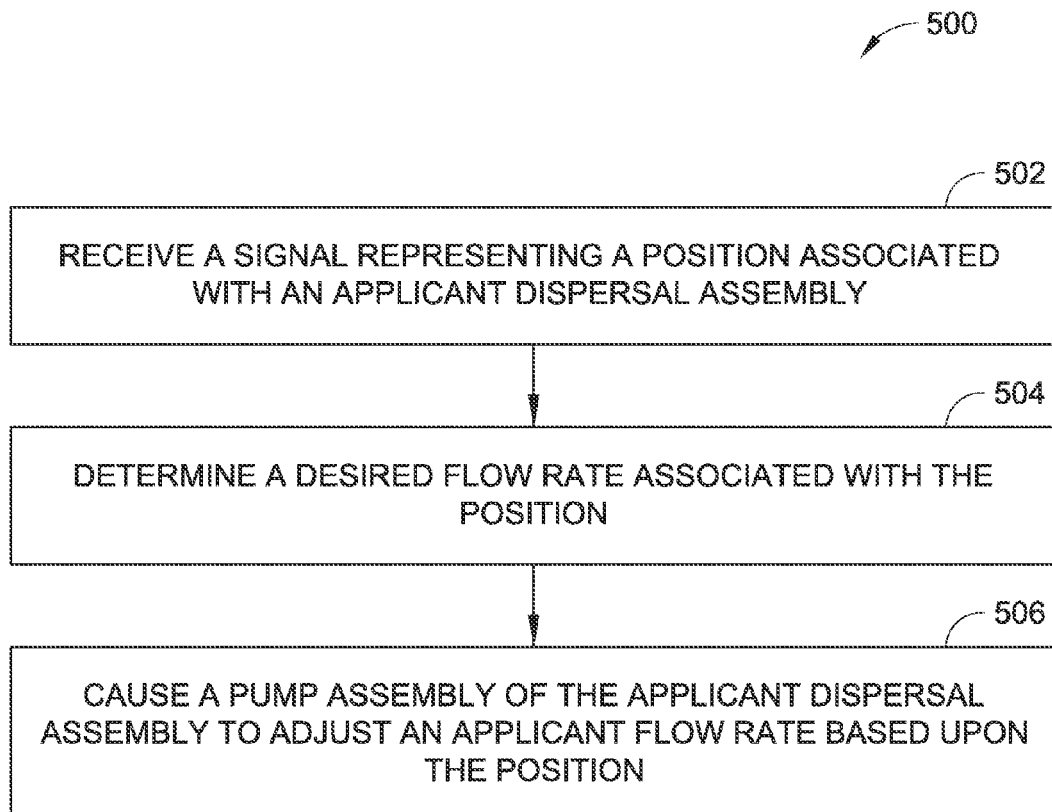 500
502
RECEIVE A SIGNAL REPRESENTING A POSITION ASSOCIATED
WITH AN APPLICANT DISPERSAL ASSEMBLY
504
DETERMINE A DESIRED FLOW RATE ASSOCIATED WITH THE
POSITION
506
CAUSE A PUMP ASSEMBLY OF THE APPLICANT DISPERSAL
ASSEMBLY TO ADJUST AN APPLICANT FLOW RATE BASED UPON
THE POSITION